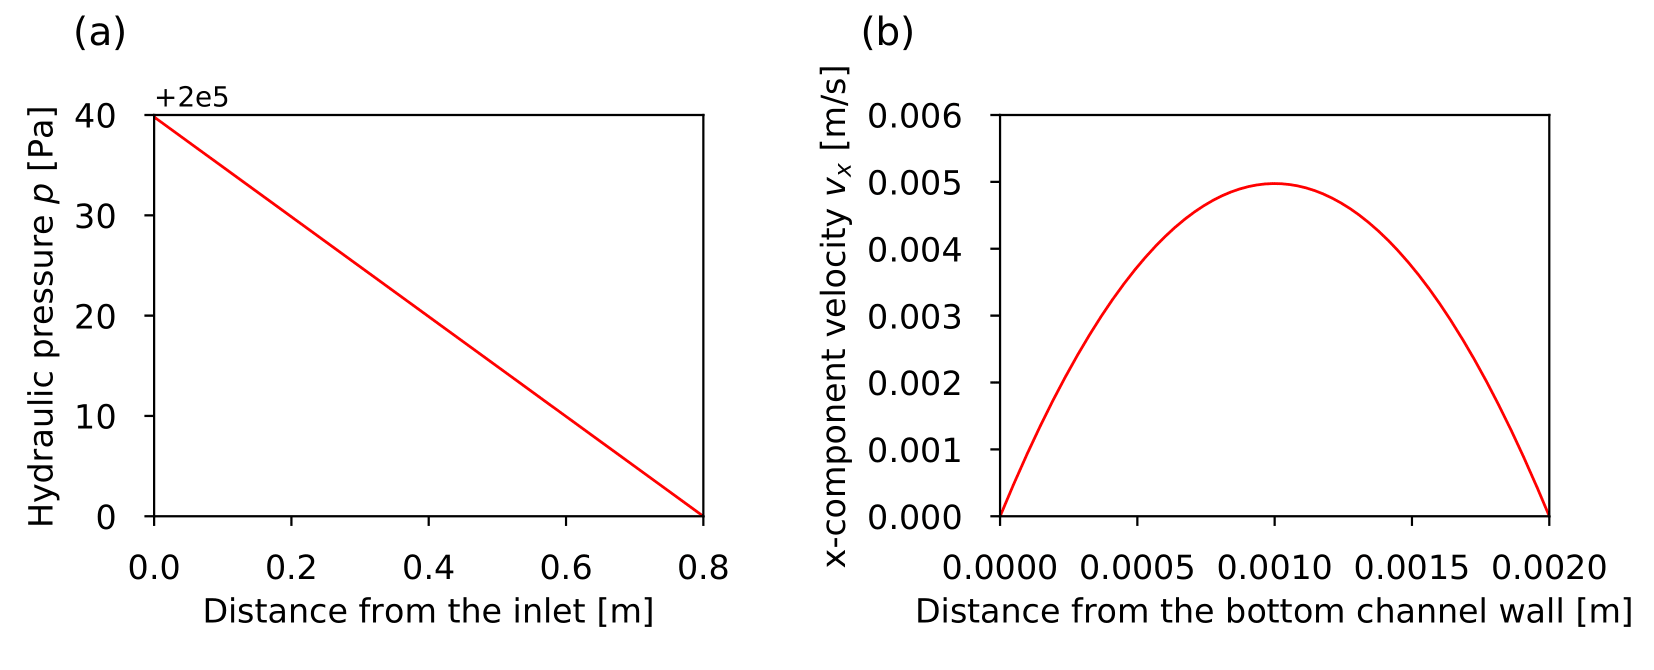 (a)
+2e5
Hydraulic pressure p [Pa]
40
30
20
10
0
0.0 0.2 0.4 0.6 0.8
Distance from the inlet [m]
(b)
x-component velocity vₓ [m/s]
0.006
0.005
0.004
0.003
0.002
0.001
0.000
0.0000 0.0005 0.0010 0.0015 0.0020
Distance from the bottom channel wall [m]